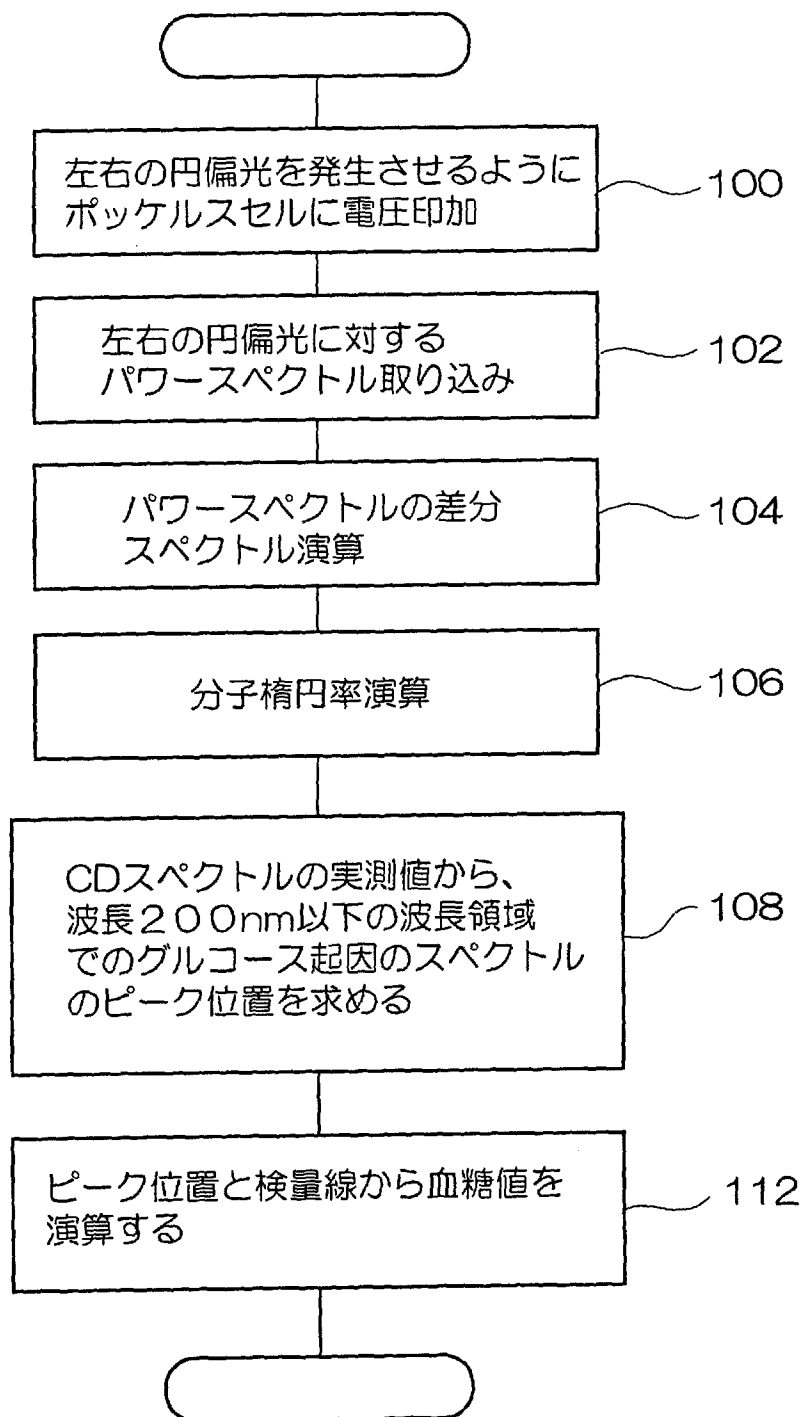 左右の円偏光を発生させるように
ポッケルスセルに電圧印加
100
左右の円偏光に対する
パワースペクトル取り込み
102
パワースペクトルの差分
スペクトル演算
104
分子楕円率演算
106
CDスペクトルの実測値から、
波長200nm以下の波長領域
でのグルコース起因のスペクトル
のピーク位置を求める
108
ピーク位置と検量線から血糖値を
演算する
112